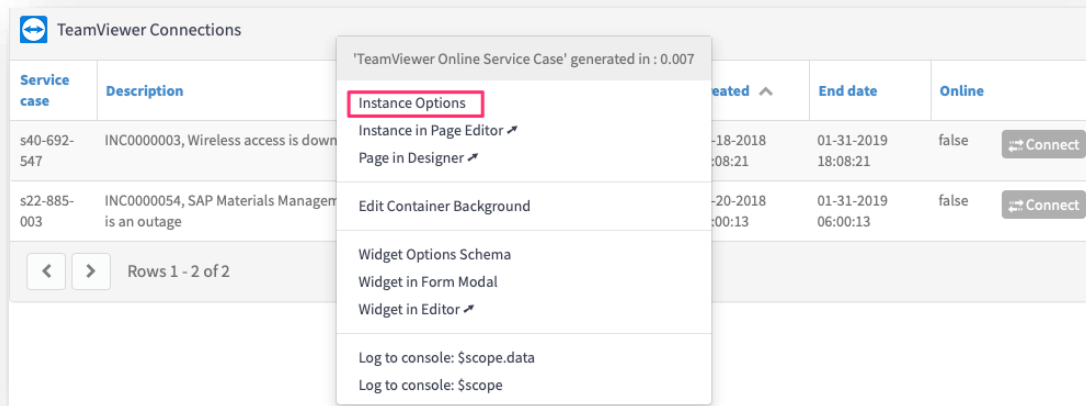 TeamViewer Connections
'TeamViewer Online Service Case' generated in : 0.007
Service
case
Description
eated
End date
Online
Instance Options
Instance in Page Editor
Page in Designer
Edit Container Background
Widget Options Schema
Widget in Form Modal
Widget in Editor
Log to console: $scope.data
Log to console: $scope
s40-692-
547
INC0000003, Wireless access is down
-18-2018
:08:21
01-31-2019
18:08:21
false
Connect
s22-885-
003
INC0000054, SAP Materials Managem
is an outage
-20-2018
:00:13
01-31-2019
06:00:13
false
Connect
Rows 1 - 2 of 2